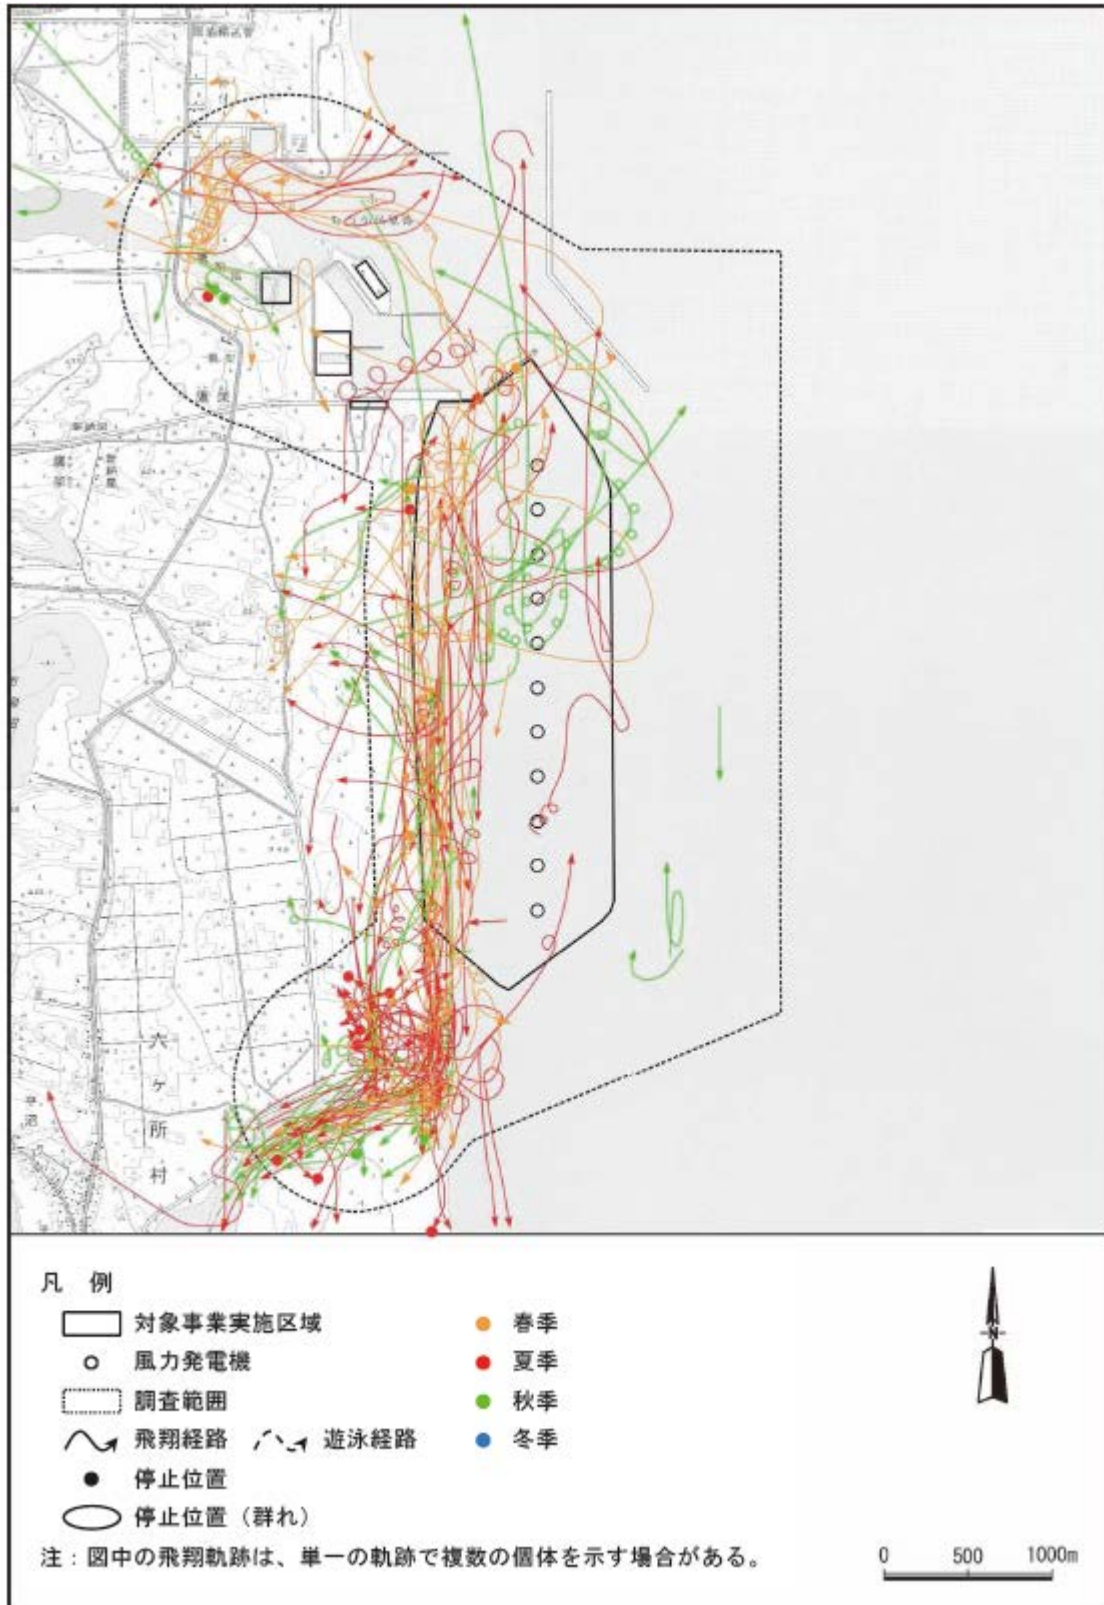 六
ヶ
所
村
凡 例
対象事業実施区域
風力発電機
調査範囲
飛翔経路 遊泳経路
停止位置
停止位置(群れ)
注:図中の飛翔軌跡は、単一の軌跡で複数の個体を示す場合がある。
春季
夏季
秋季
冬季
N
0 500 1000m